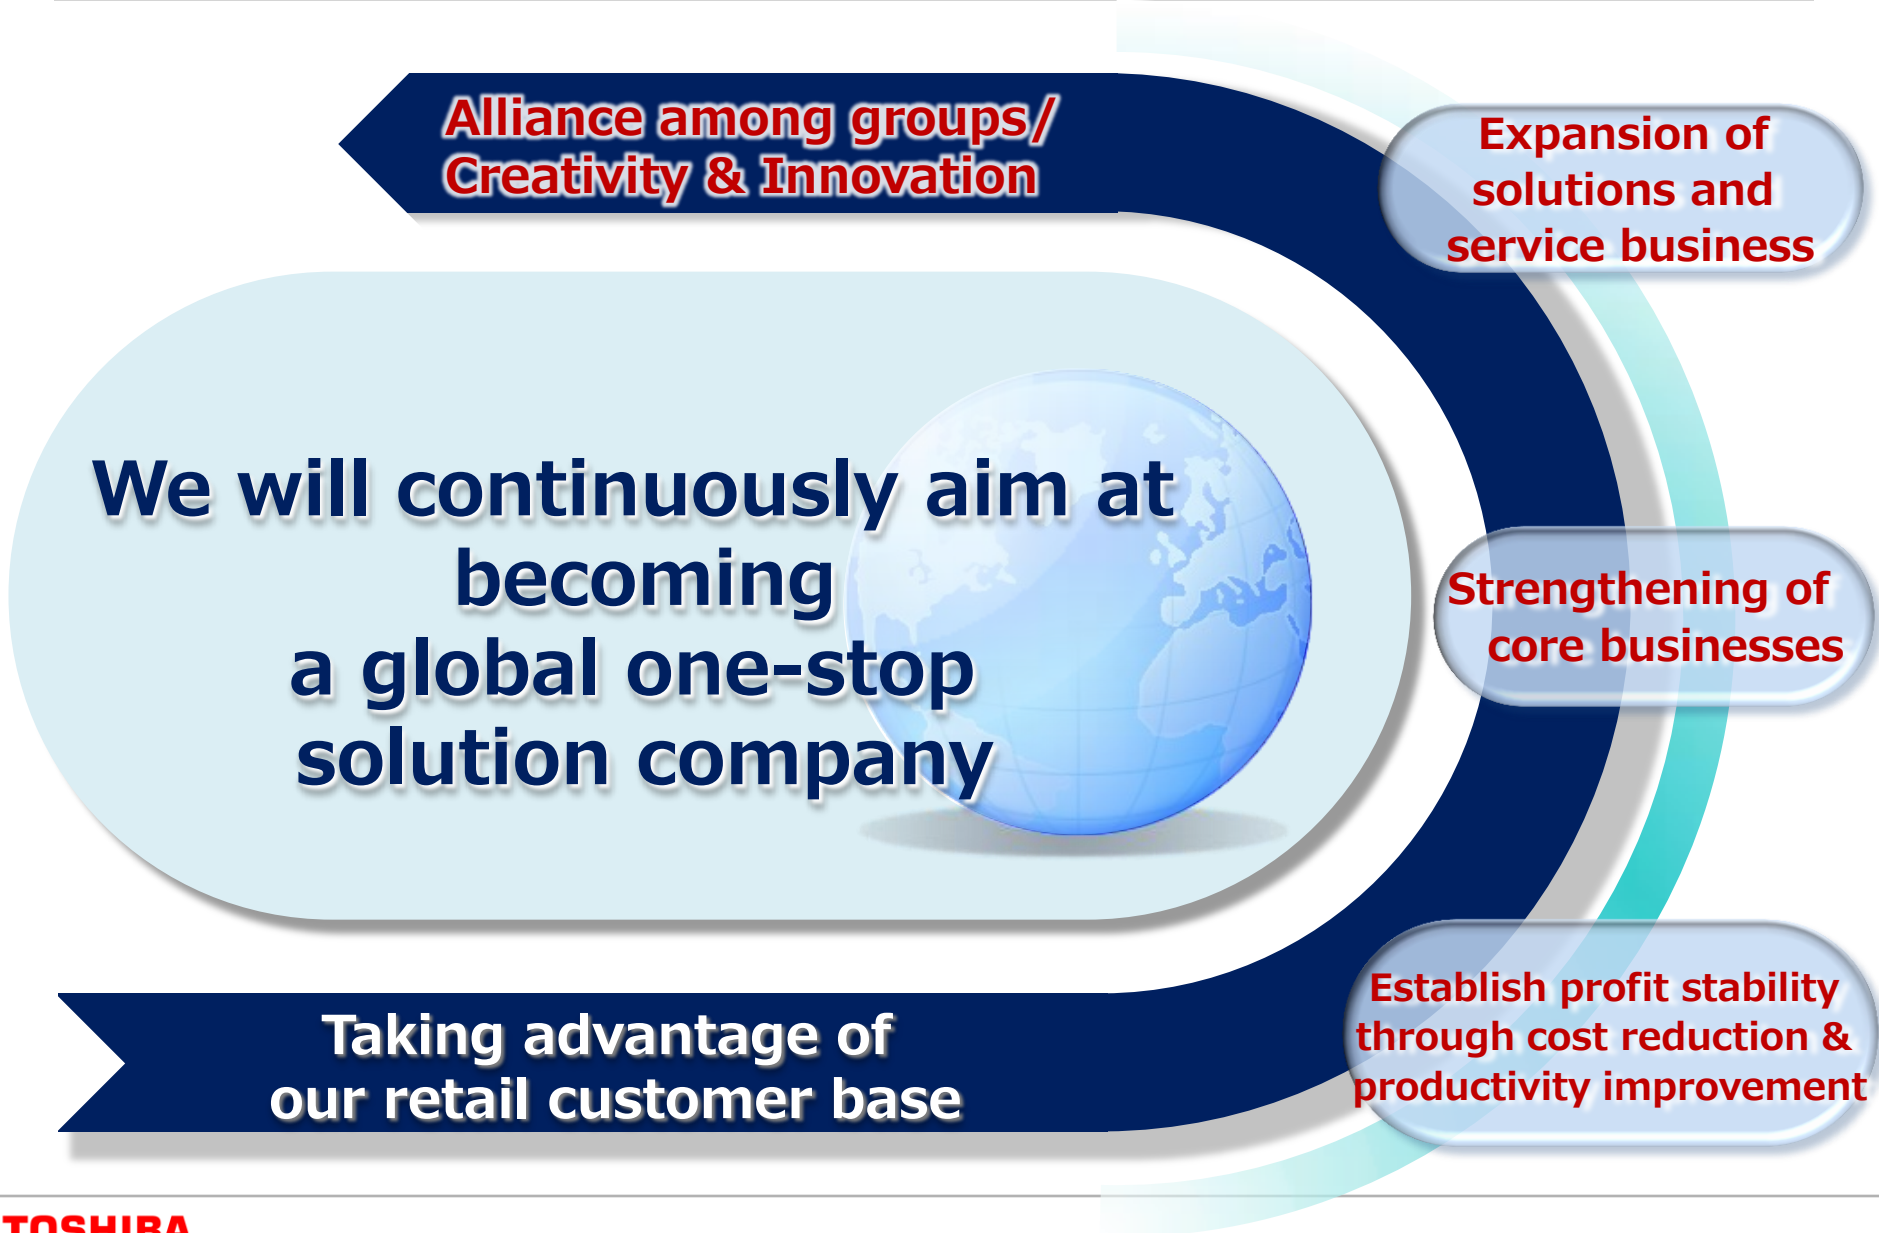 Alliance among groups/
Creativity & Innovation
Expansion of
solutions and
service business
We will continuously aim at
becoming
a global one-stop
solution company
Strengthening of
core businesses
Establish profit stability
through cost reduction &
productivity improvement
Taking advantage of
our retail customer base
TOSHIBA